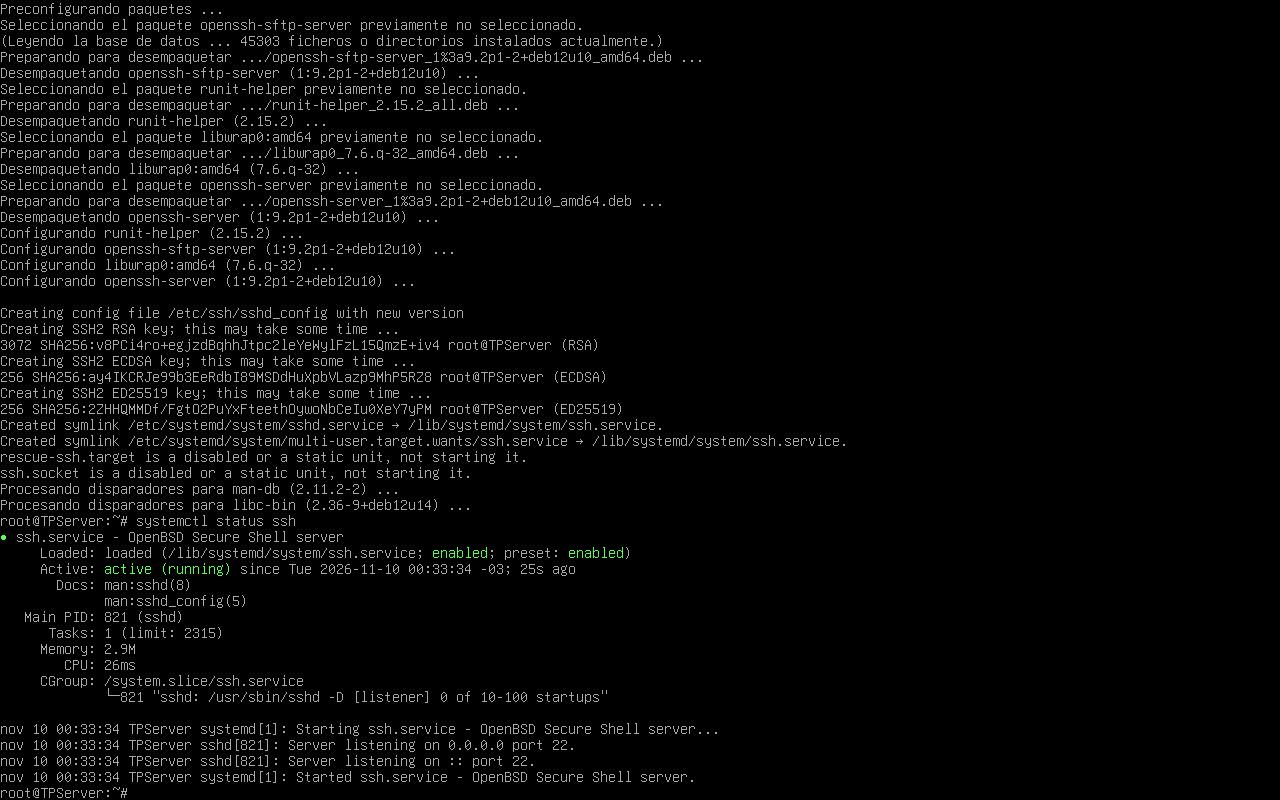 Preconfigurando paquetes ...
Seleccionando el paquete openssh-sftp-server previamente no seleccionado.
(Leyendo la base de datos ... 45303 ficheros o directorios instalados actualmente.)
Preparando para desempaquetar .../openssh-sftp-server_1%3a9.2p1-2+deb12u10_amd64.deb ...
Desempaquetando openssh-sftp-server (1:9.2p1-2+deb12u10) ...
Seleccionando el paquete runit-helper previamente no seleccionado.
Preparando para desempaquetar .../runit-helper_2.15.2_all.deb ...
Desempaquetando runit-helper (2.15.2) ...
Seleccionando el paquete libwrap0:amd64 previamente no seleccionado.
Preparando para desempaquetar .../libwrap0_7.6.q-32_amd64.deb ...
Desempaquetando libwrap0:amd64 (7.6.q-32) ...
Seleccionando el paquete openssh-server previamente no seleccionado.
Preparando para desempaquetar .../openssh-server_1%3a9.2p1-2+deb12u10_amd64.deb ...
Desempaquetando openssh-server (1:9.2p1-2+deb12u10) ...
Configurando runit-helper (2.15.2) ...
Configurando openssh-sftp-server (1:9.2p1-2+deb12u10) ...
Configurando libwrap0:amd64 (7.6.q-32) ...
Configurando openssh-server (1:9.2p1-2+deb12u10) ...

Creating config file /etc/ssh/sshd_config with new version
Creating SSH2 RSA key; this may take some time ...
3072 SHA256:v8PCi4ro+egjzdBqhhJtpc2leYeWylFzL15QmzE+iv4 root@TPServer (RSA)
Creating SSH2 ECDSA key; this may take some time ...
256 SHA256:ay4IKCRJe99b3EeRdbI89MSDdHuXpbVLazp9MhP5RZ8 root@TPServer (ECDSA)
Creating SSH2 ED25519 key; this may take some time ...
256 SHA256:2ZHHQMMDf/FgtO2PuYxFteethOywoNbCeIu0XeY7yPM root@TPServer (ED25519)
Created symlink /etc/systemd/system/sshd.service → /lib/systemd/system/ssh.service.
Created symlink /etc/systemd/system/multi-user.target.wants/ssh.service → /lib/systemd/system/ssh.service.
rescue-ssh.target is a disabled or a static unit, not starting it.
ssh.socket is a disabled or a static unit, not starting it.
Procesando disparadores para man-db (2.11.2-2) ...
Procesando disparadores para libc-bin (2.36-9+deb12u14) ...
root@TPServer:~# systemctl status ssh
● ssh.service - OpenBSD Secure Shell server
     Loaded: loaded (/lib/systemd/system/ssh.service; enabled; preset: enabled)
     Active: active (running) since Tue 2026-11-10 00:33:34 -03; 25s ago
       Docs: man:sshd(8)
             man:sshd_config(5)
   Main PID: 821 (sshd)
      Tasks: 1 (limit: 2315)
     Memory: 2.9M
        CPU: 26ms
     CGroup: /system.slice/ssh.service
             └─821 "sshd: /usr/sbin/sshd -D [listener] 0 of 10-100 startups"

nov 10 00:33:34 TPServer systemd[1]: Starting ssh.service - OpenBSD Secure Shell server...
nov 10 00:33:34 TPServer sshd[821]: Server listening on 0.0.0.0 port 22.
nov 10 00:33:34 TPServer sshd[821]: Server listening on :: port 22.
nov 10 00:33:34 TPServer systemd[1]: Started ssh.service - OpenBSD Secure Shell server.
root@TPServer:~#